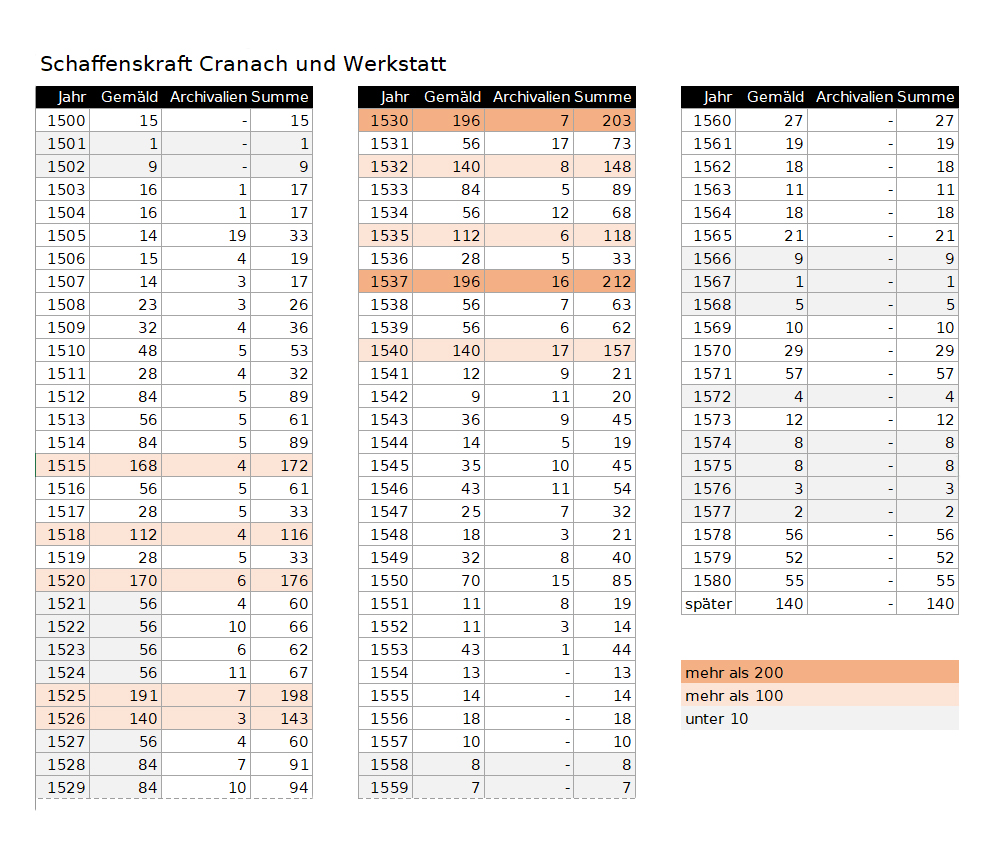 Schaffenskraft Cranach und Werkstatt
Jahr Gemäld Archivalien Summe
1500 15 - 15
1501 1 - 1
1502 9 - 9
1503 16 1 17
1504 16 1 17
1505 14 19 33
1506 15 4 19
1507 14 3 17
1508 23 3 26
1509 32 4 36
1510 48 5 53
1511 28 4 32
1512 84 5 89
1513 56 5 61
1514 84 5 89
1515 168 4 172
1516 56 5 61
1517 28 5 33
1518 112 4 116
1519 28 5 33
1520 170 6 176
1521 56 4 60
1522 56 10 66
1523 56 6 62
1524 56 11 67
1525 191 7 198
1526 140 3 143
1527 56 4 60
1528 84 7 91
1529 84 10 94
Jahr Gemäld Archivalien Summe
1530 196 7 203
1531 56 17 73
1532 140 8 148
1533 84 5 89
1534 56 12 68
1535 112 6 118
1536 28 5 33
1537 196 16 212
1538 56 7 63
1539 56 6 62
1540 140 17 157
1541 12 9 21
1542 9 11 20
1543 36 9 45
1544 14 5 19
1545 35 10 45
1546 43 11 54
1547 25 7 32
1548 18 3 21
1549 32 8 40
1550 70 15 85
1551 11 8 19
1552 11 3 14
1553 43 1 44
1554 13 - 13
1555 14 - 14
1556 18 - 18
1557 10 - 10
1558 8 - 8
1559 7 - 7
Jahr Gemäld Archivalien Summe
1560 27 - 27
1561 19 - 19
1562 18 - 18
1563 11 - 11
1564 18 - 18
1565 21 - 21
1566 9 - 9
1567 1 - 1
1568 5 - 5
1569 10 - 10
1570 29 - 29
1571 57 - 57
1572 4 - 4
1573 12 - 12
1574 8 - 8
1575 8 - 8
1576 3 - 3
1577 2 - 2
1578 56 - 56
1579 52 - 52
1580 55 - 55
später 140 - 140
mehr als 200
mehr als 100
unter 10